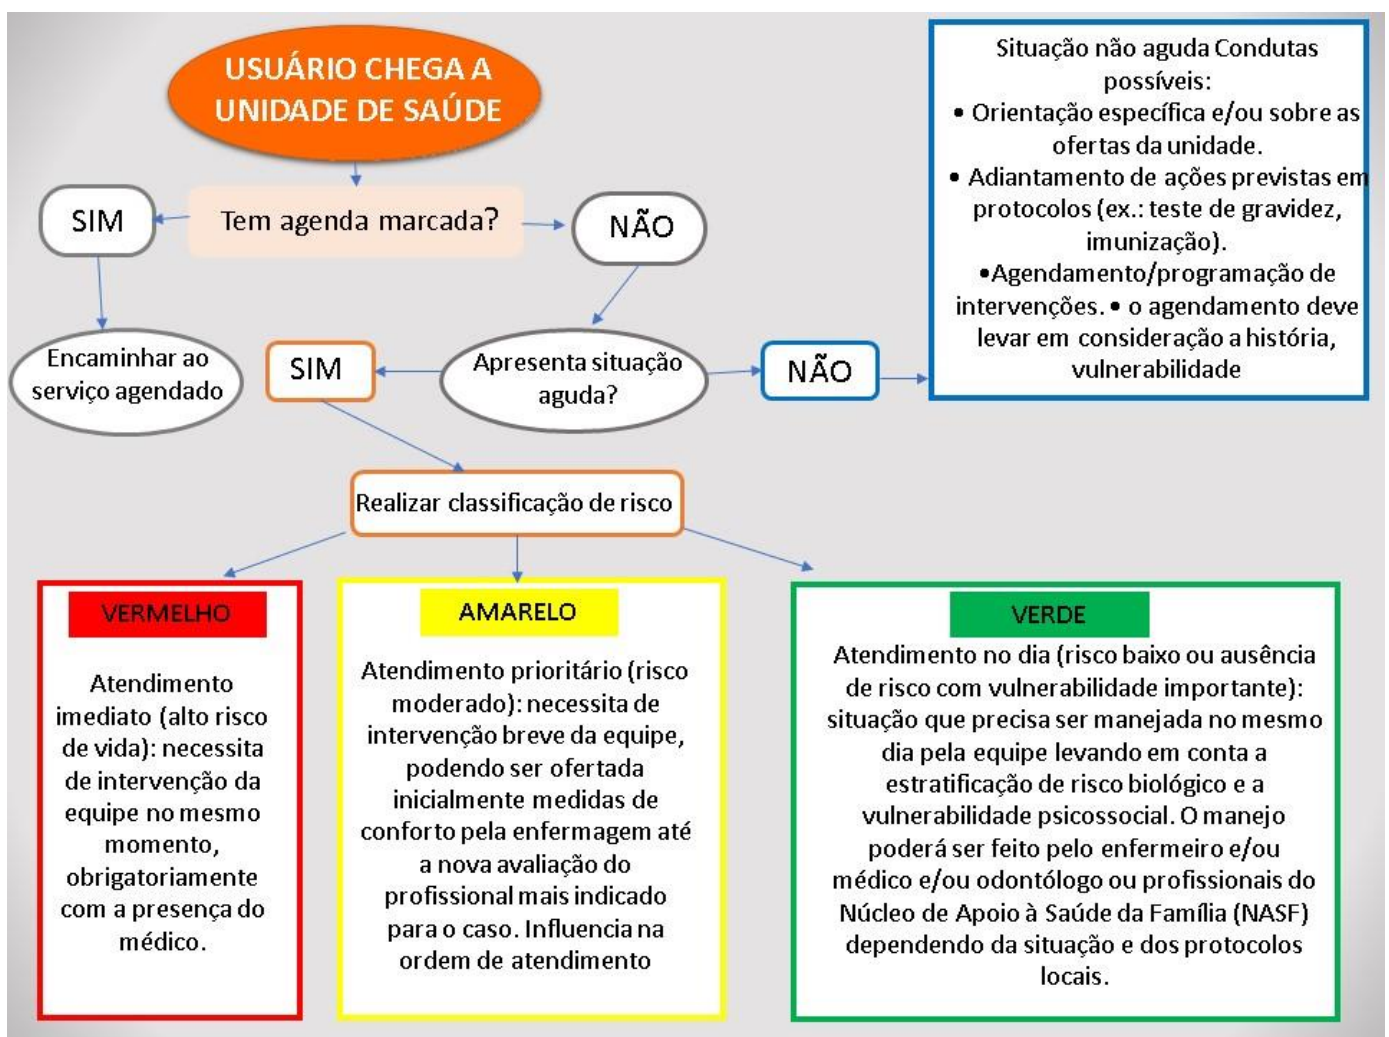 USUÁRIO CHEGA A
UNIDADE DE SAÚDE
Tem agenda marcada?
SIM
NÃO
Encaminhar ao
serviço agendado
Apresenta situação
aguda?
SIM
NÃO
Situação não aguda Condutas
possíveis:
• Orientação específica e/ou sobre as
ofertas da unidade.
• Adiantamento de ações previstas em
protocolos (ex.: teste de gravidez,
imunização).
•Agendamento/programação de
intervenções. • o agendamento deve
levar em consideração a história,
vulnerabilidade
Realizar classificação de risco
VERMELHO
Atendimento
imediato (alto risco
de vida): necessita
de intervenção da
equipe no mesmo
momento,
obrigatoriamente
com a presença do
médico.
AMARELO
Atendimento prioritário (risco
moderado): necessita de
intervenção breve da equipe,
podendo ser ofertada
inicialmente medidas de
conforto pela enfermagem até
a nova avaliação do
profissional mais indicado
para o caso. Influencia na
ordem de atendimento
VERDE
Atendimento no dia (risco baixo ou ausência
de risco com vulnerabilidade importante):
situação que precisa ser manejada no mesmo
dia pela equipe levando em conta a
estratificação de risco biológico e a
vulnerabilidade psicossocial. O manejo
poderá ser feito pelo enfermeiro e/ou
médico e/ou odontólogo ou profissionais do
Núcleo de Apoio à Saúde da Família (NASF)
dependendo da situação e dos protocolos
locais.